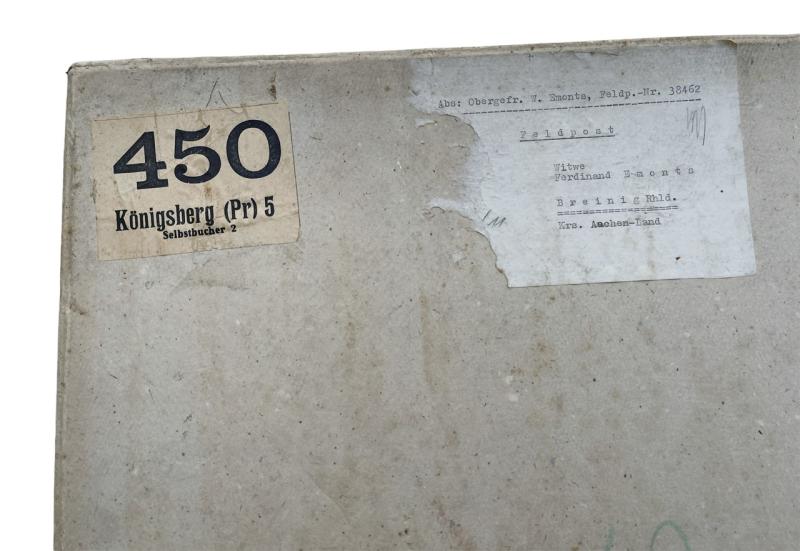 450
Königsberg (Pr) 5
Selbstbucher 2
Abs: Obergefr. W. Emonts, Feldp.-Nr. 38462
Feldpost
Witwe
Ferdinand Emonts
Breinig Rhld.
Krs. Aachen-Land